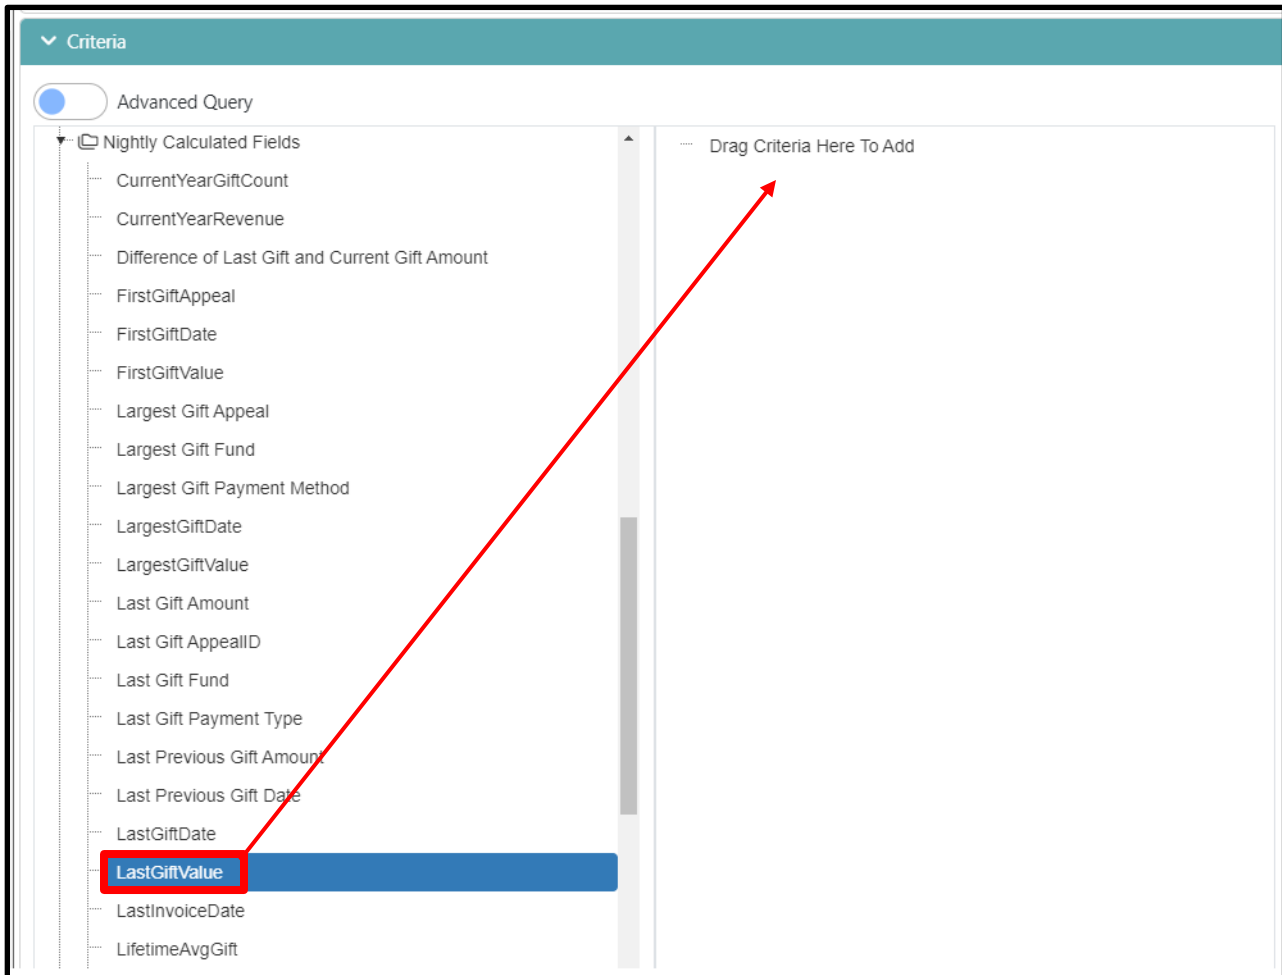 Criteria
Advanced Query
Nightly Calculated Fields
CurrentYearGiftCount
CurrentYearRevenue
Difference of Last Gift and Current Gift Amount
FirstGiftAppeal
FirstGiftDate
FirstGiftValue
Largest Gift Appeal
Largest Gift Fund
Largest Gift Payment Method
LargestGiftDate
LargestGiftValue
Last Gift Amount
Last Gift AppealID
Last Gift Fund
Last Gift Payment Type
Last Previous Gift Amount
Last Previous Gift Date
LastGiftDate
LastGiftValue
LastInvoiceDate
LifetimeAvgGift
Drag Criteria Here To Add